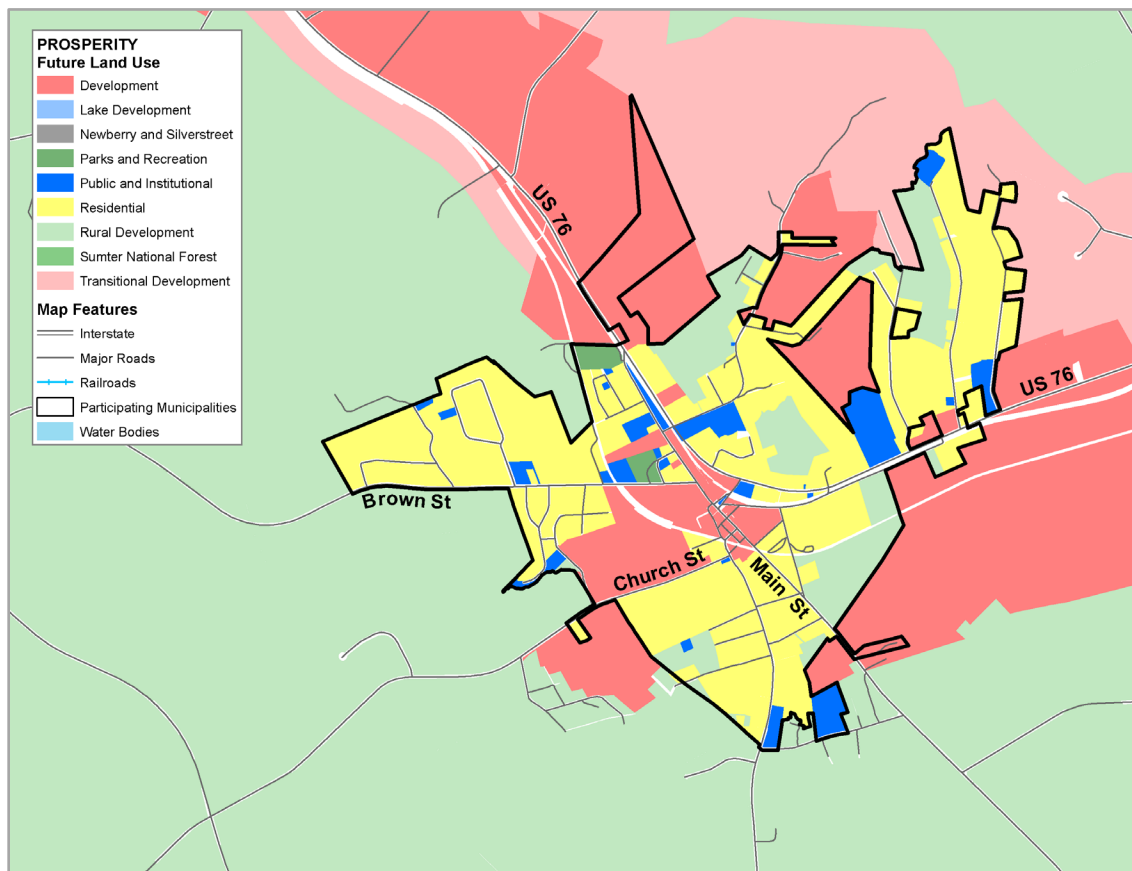 PROSPERITY
Future Land Use
Development
Lake Development
Newberry and Silverstreet
Parks and Recreation
Public and Institutional
Residential
Rural Development
Sumter National Forest
Transitional Development
Map Features
Interstate
Major Roads
Railroads
Participating Municipalities
Water Bodies
US 76
US 76
Brown St
Church St
Main St